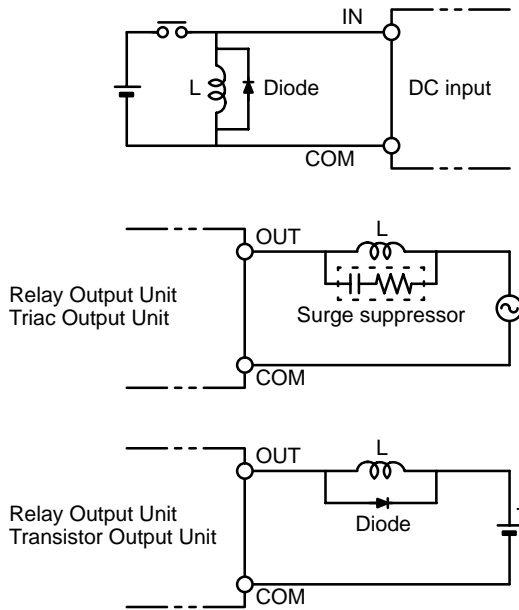 IN
L
Diode
DC input
COM
OUT
L
Relay Output Unit
Triac Output Unit
Surge suppressor
COM
OUT
L
Relay Output Unit
Transistor Output Unit
Diode
COM